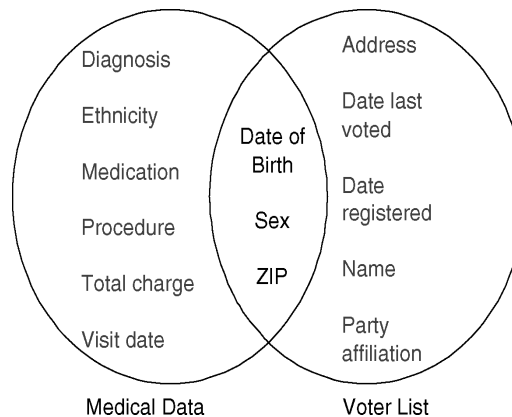 Diagnosis
Ethnicity
Medication
Procedure
Total charge
Visit date
Date of
Birth
Sex
ZIP
Address
Date last
voted
Date
registered
Name
Party
affiliation
Medical Data
Voter List